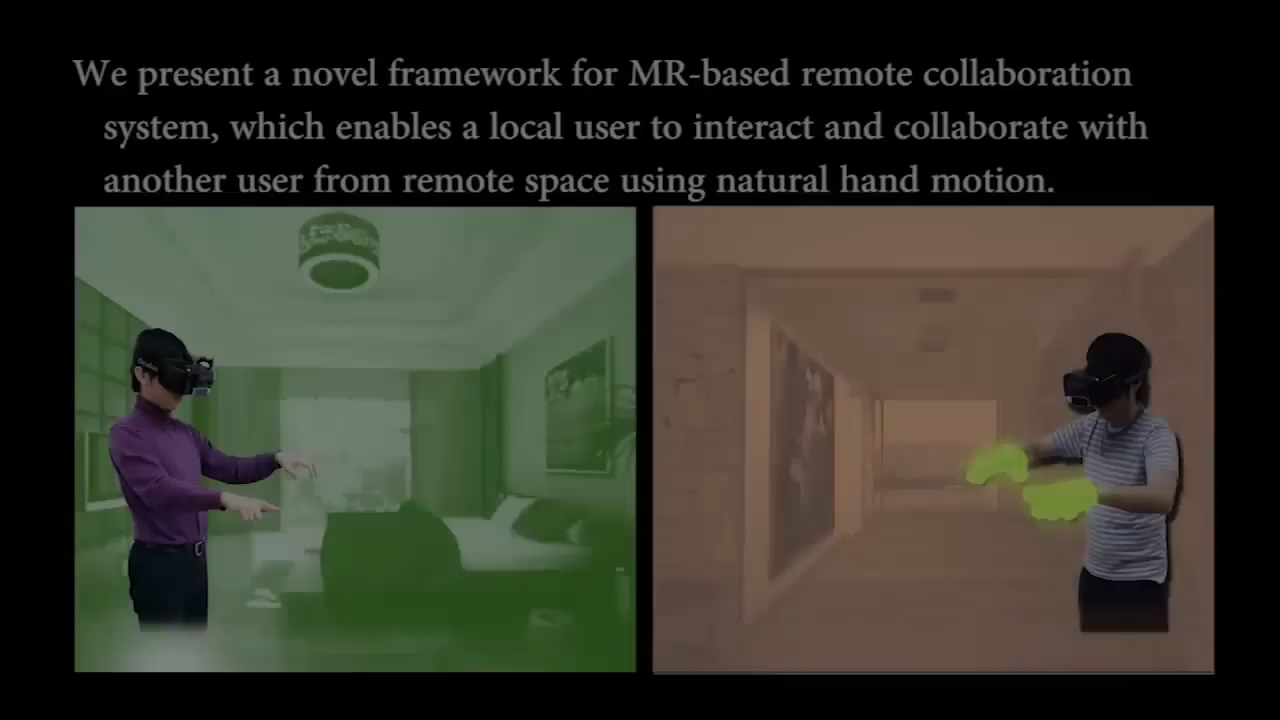 We present a novel framework for MR-based remote collaboration
system, which enables a local user to interact and collaborate with
another user from remote space using natural hand motion.